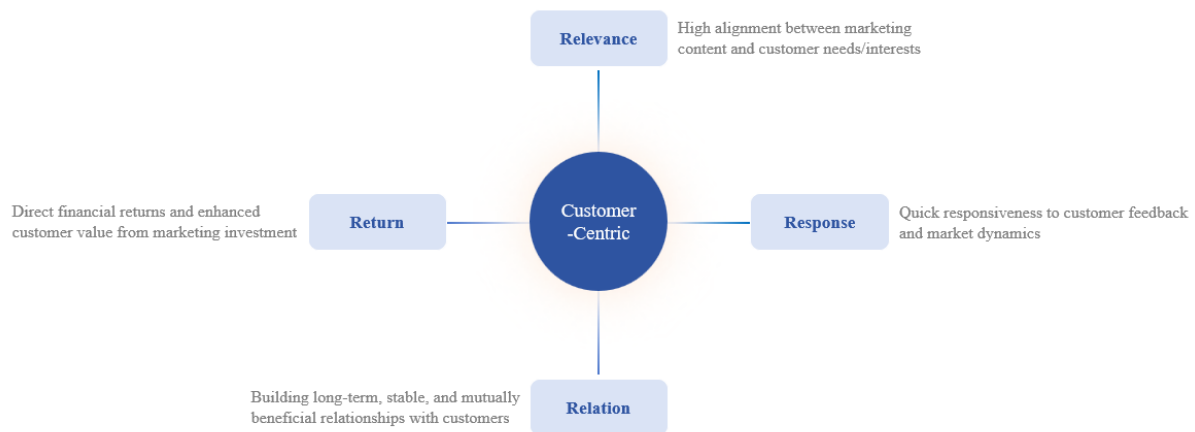 Relevance
High alignment between marketing
content and customer needs/interests
Direct financial returns and enhanced
customer value from marketing investment
Return
Customer
-Centric
Response
Quick responsiveness to customer feedback
and market dynamics
Building long-term, stable, and mutually
beneficial relationships with customers
Relation